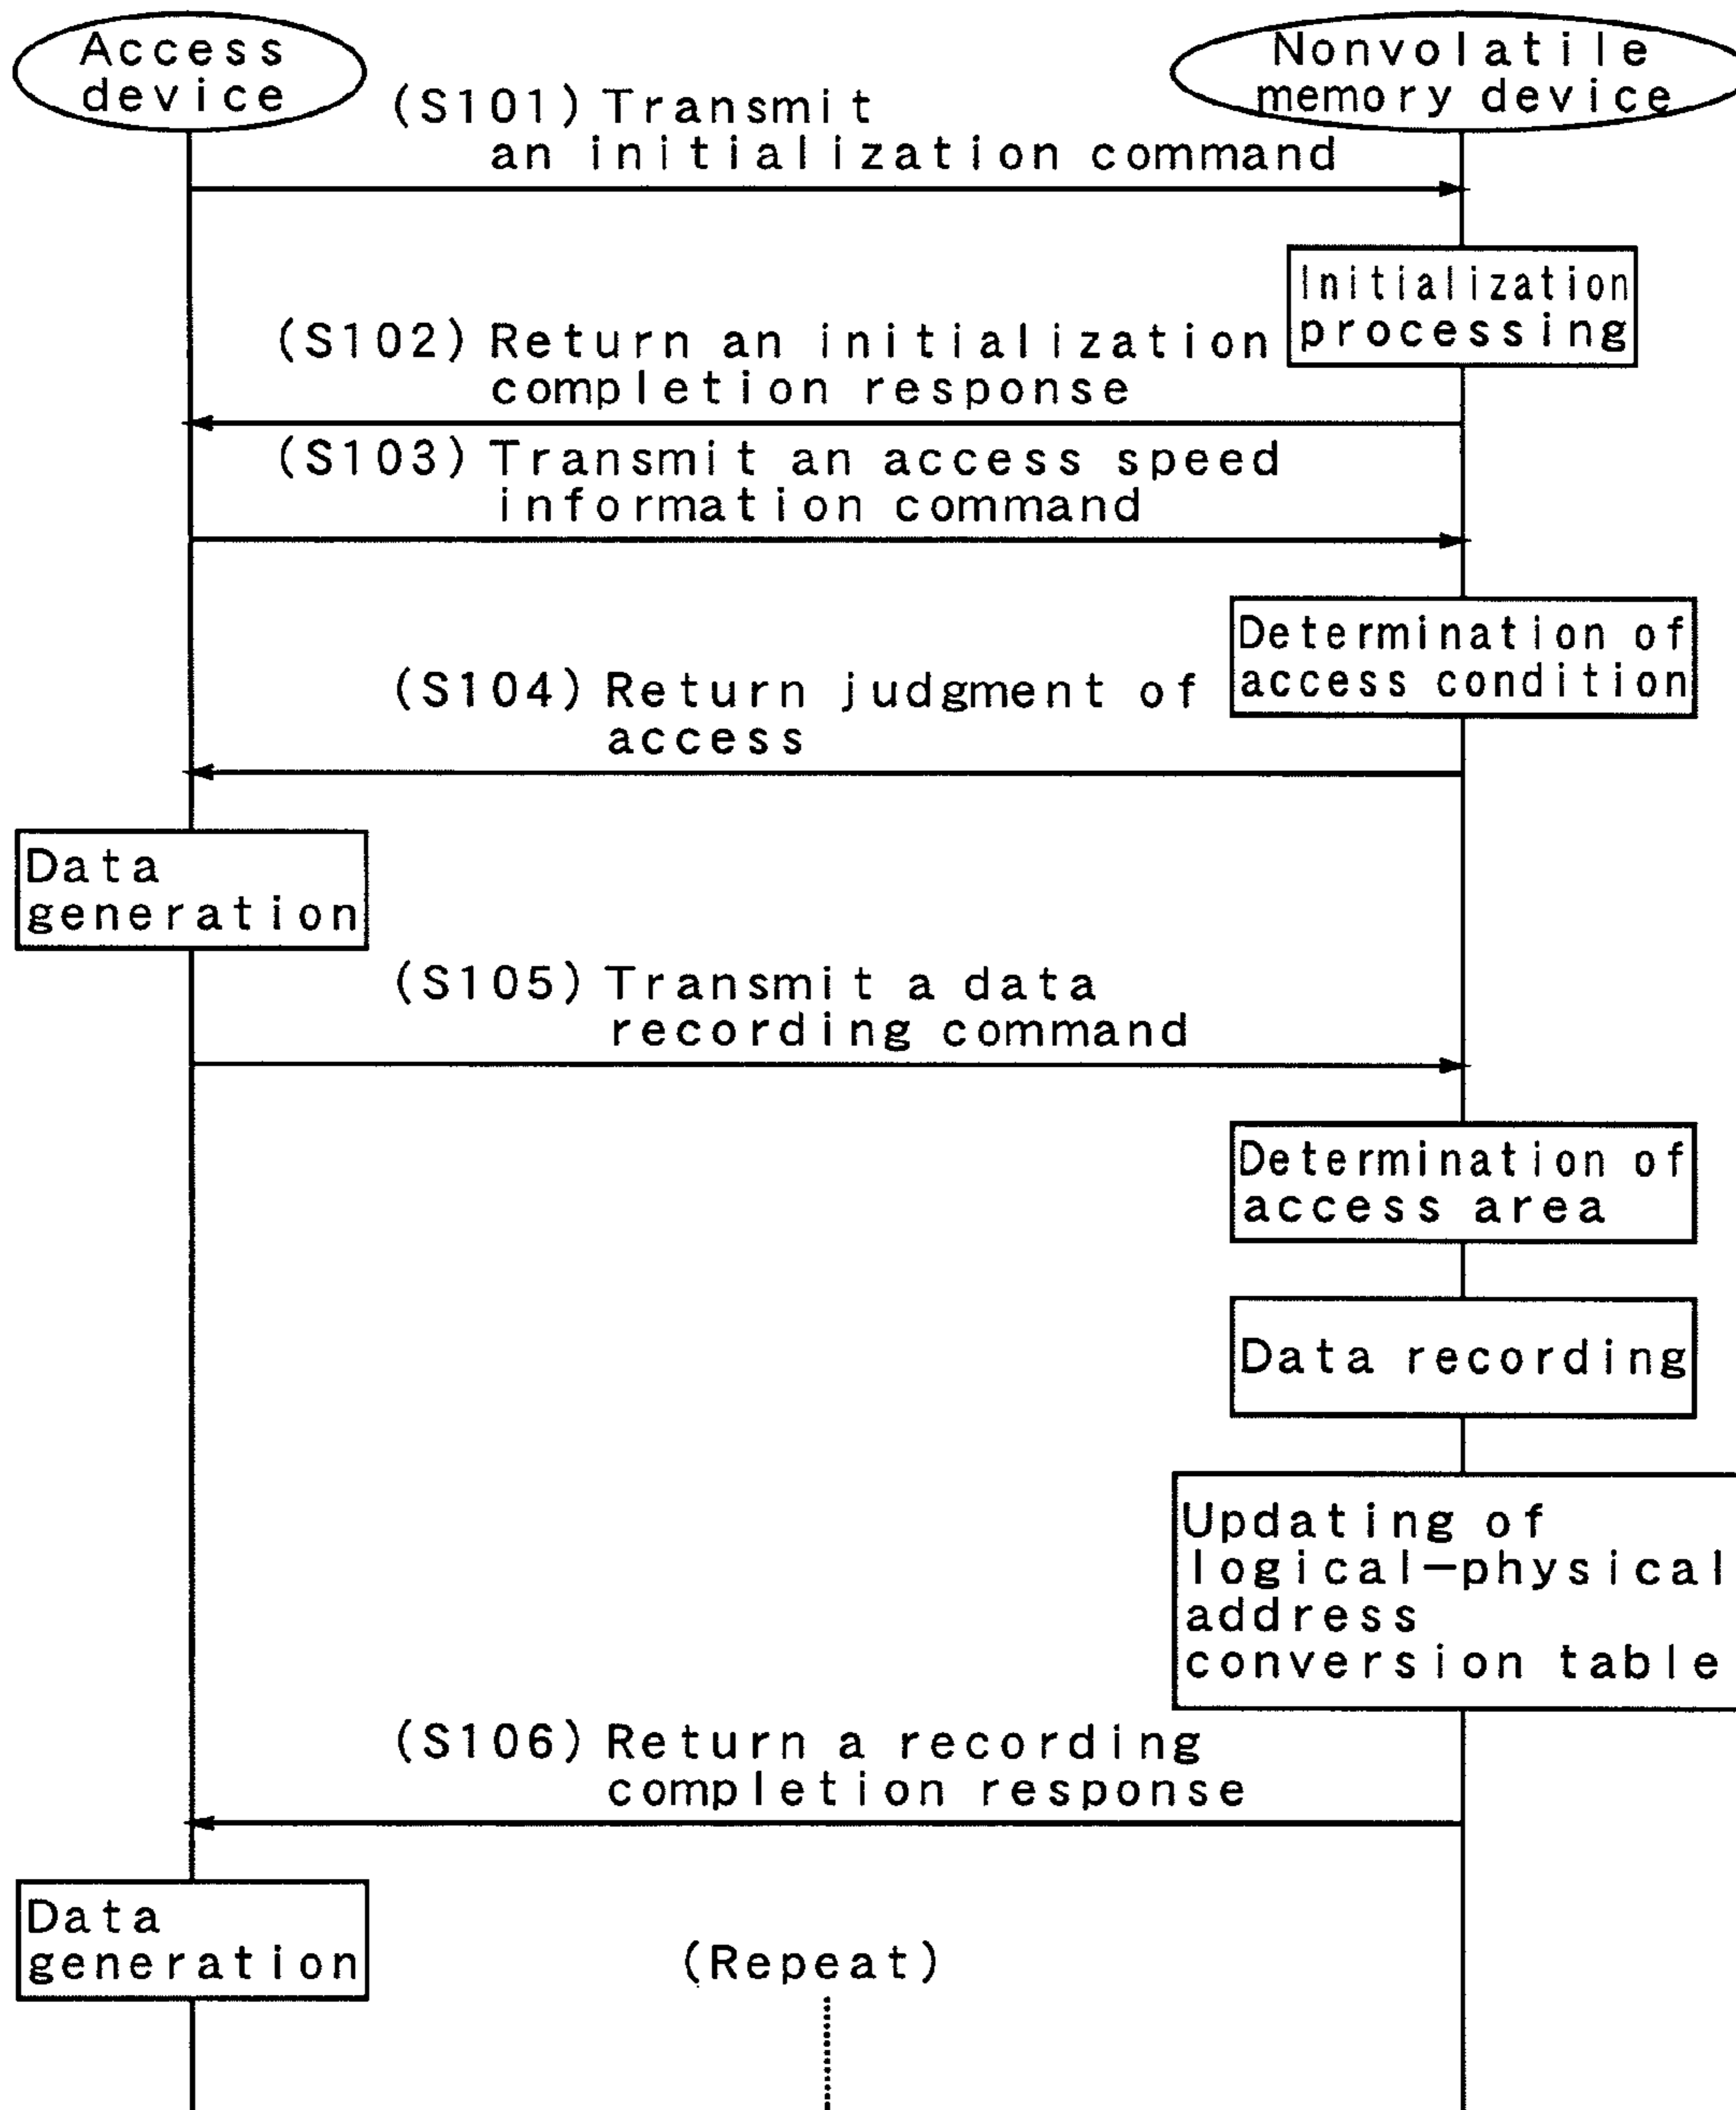 Access
device
Nonvolatile
memory device
(S101) Transmit
an initialization command
Initialization
processing
(S102) Return an initialization
completion response
(S103) Transmit an access speed
information command
Determination of
access condition
(S104) Return judgment of
access
Data
generation
(S105) Transmit a data
recording command
Determination of
access area
Data recording
Updating of
logical-physical
address
conversion table
(S106) Return a recording
completion response
Data
generation
(Repeat)